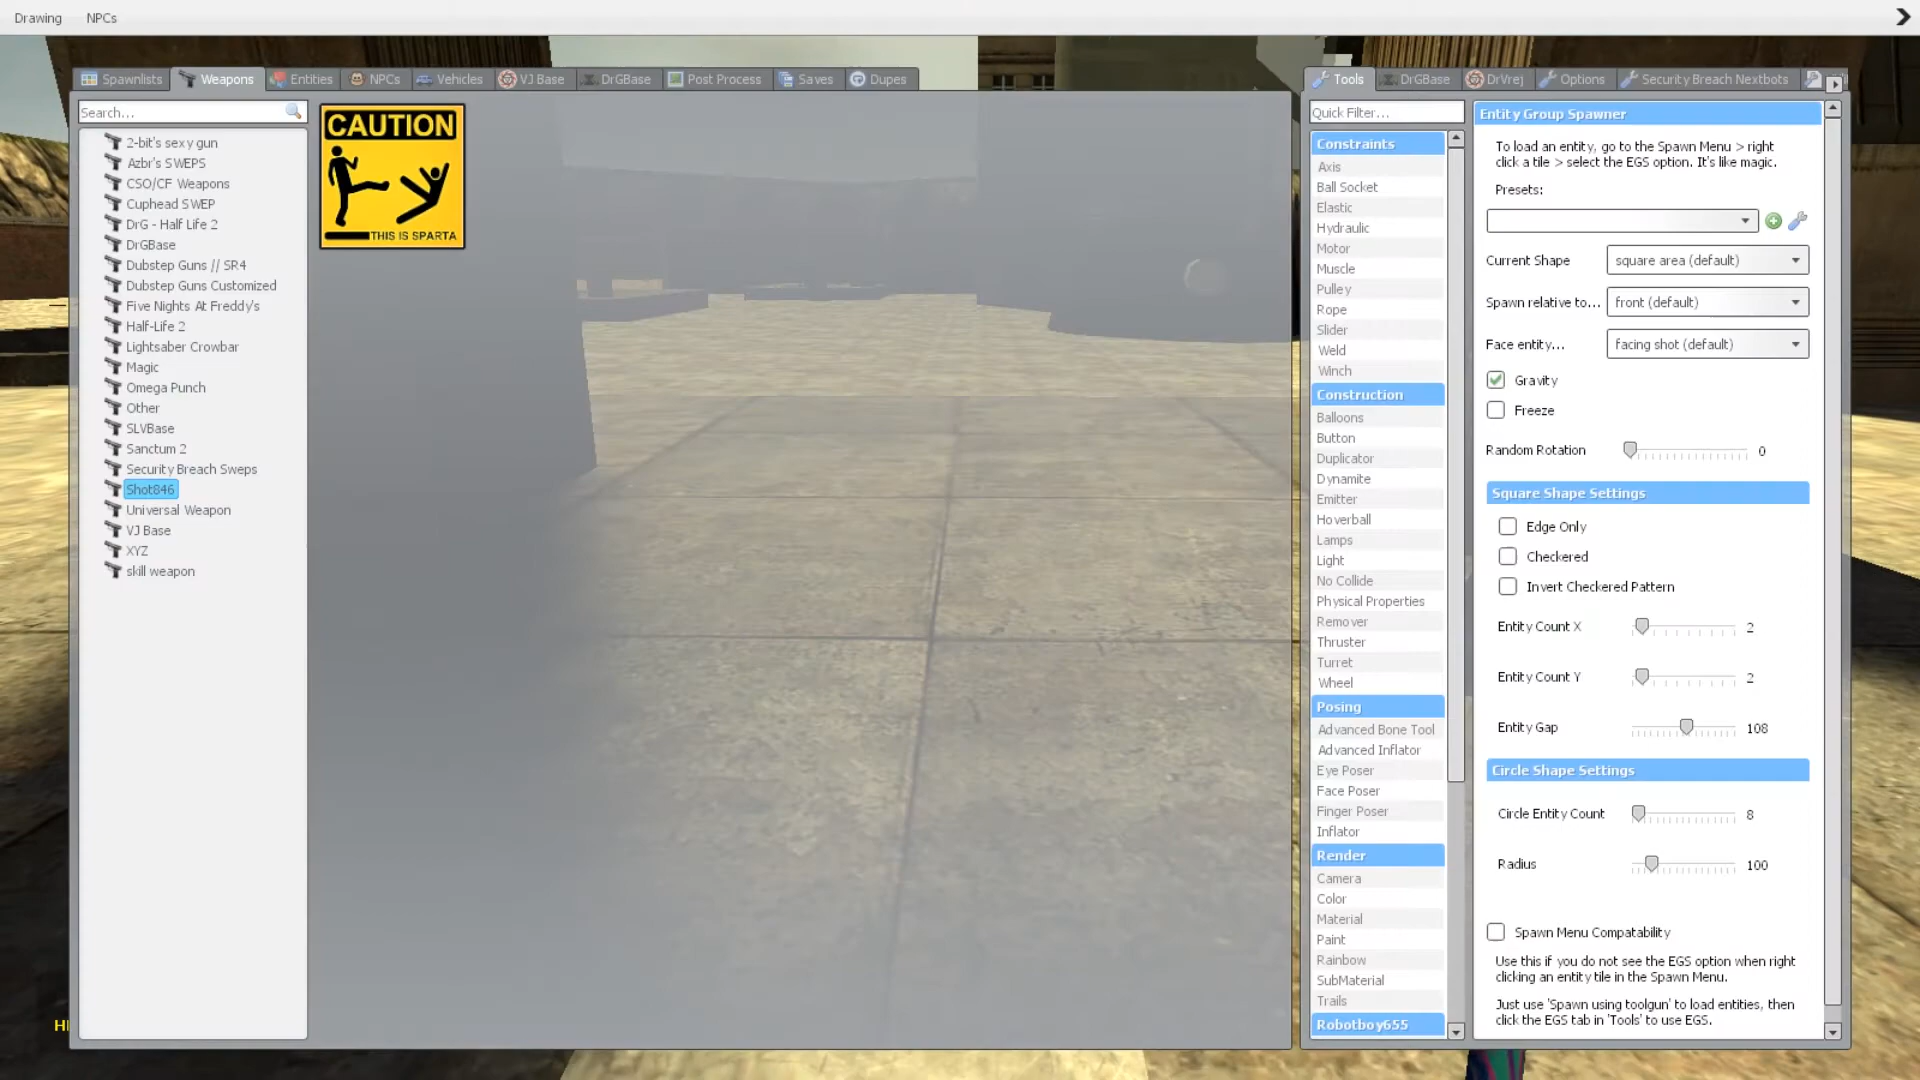 Drawing NPCs
Spawnlists Weapons Entities NPCs Vehicles VJ Base DrGBase Post Process Saves Dupes
Search...
2-bit's sexy gun
Azbr's SWEPS
CSO/CF Weapons
Cuphead SWEP
DrG - Half Life 2
DrGBase
Dubstep Guns // SR4
Dubstep Guns Customized
Five Nights At Freddy's
Half-Life 2
Lightsaber Crowbar
Magic
Omega Punch
Other
SLVBase
Sanctum 2
Security Breach Sweps
Shot846
Universal Weapon
VJ Base
XYZ
skill weapon
CAUTION
THIS IS SPARTA
Tools DrGBase DrVrej Options Security Breach Nextbots
Quick Filter...
Constraints
Axis
Ball Socket
Elastic
Hydraulic
Motor
Muscle
Pulley
Rope
Slider
Weld
Winch
Construction
Balloons
Button
Duplicator
Dynamite
Emitter
Hoverball
Lamps
Light
No Collide
Physical Properties
Remover
Thruster
Turret
Wheel
Posing
Advanced Bone Tool
Advanced Inflator
Eye Poser
Face Poser
Finger Poser
Inflator
Render
Camera
Color
Material
Paint
Rainbow
SubMaterial
Trails
Robotboy655
Entity Group Spawner
To load an entity, go to the Spawn Menu > right
click a tile > select the EGS option. It's like magic.
Presets:
Current Shape square area (default)
Spawn relative to... front (default)
Face entity... facing shot (default)
Gravity
Freeze
Random Rotation 0
Square Shape Settings
Edge Only
Checkered
Invert Checkered Pattern
Entity Count X 2
Entity Count Y 2
Entity Gap 108
Circle Shape Settings
Circle Entity Count 8
Radius 100
Spawn Menu Compatability
Use this if you do not see the EGS option when right
clicking an entity tile in the Spawn Menu.
Just use 'Spawn using toolgun' to load entities, then
click the EGS tab in 'Tools' to use EGS.